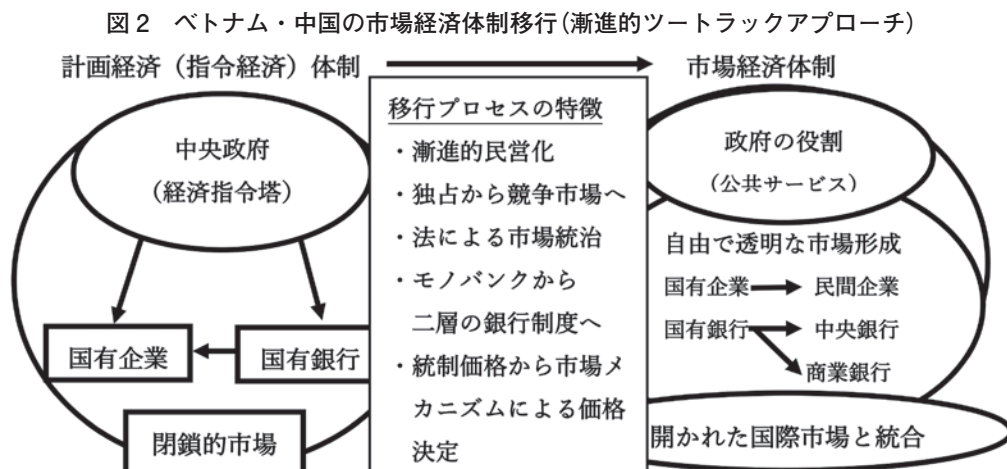 図２ ベトナム・中国の市場経済体制移行(漸進的ツートラックアプローチ)
計画経済（指令経済）体制
市場経済体制
中央政府
（経済指令塔）
国有企業
国有銀行
閉鎖的市場
移行プロセスの特徴
・漸進的民営化
・独占から競争市場へ
・法による市場統治
・モノバンクから
二層の銀行制度へ
・統制価格から市場メ
カニズムによる価格
決定
政府の役割
（公共サービス）
自由で透明な市場形成
国有企業 民間企業
国有銀行 中央銀行
商業銀行
開かれた国際市場と統合